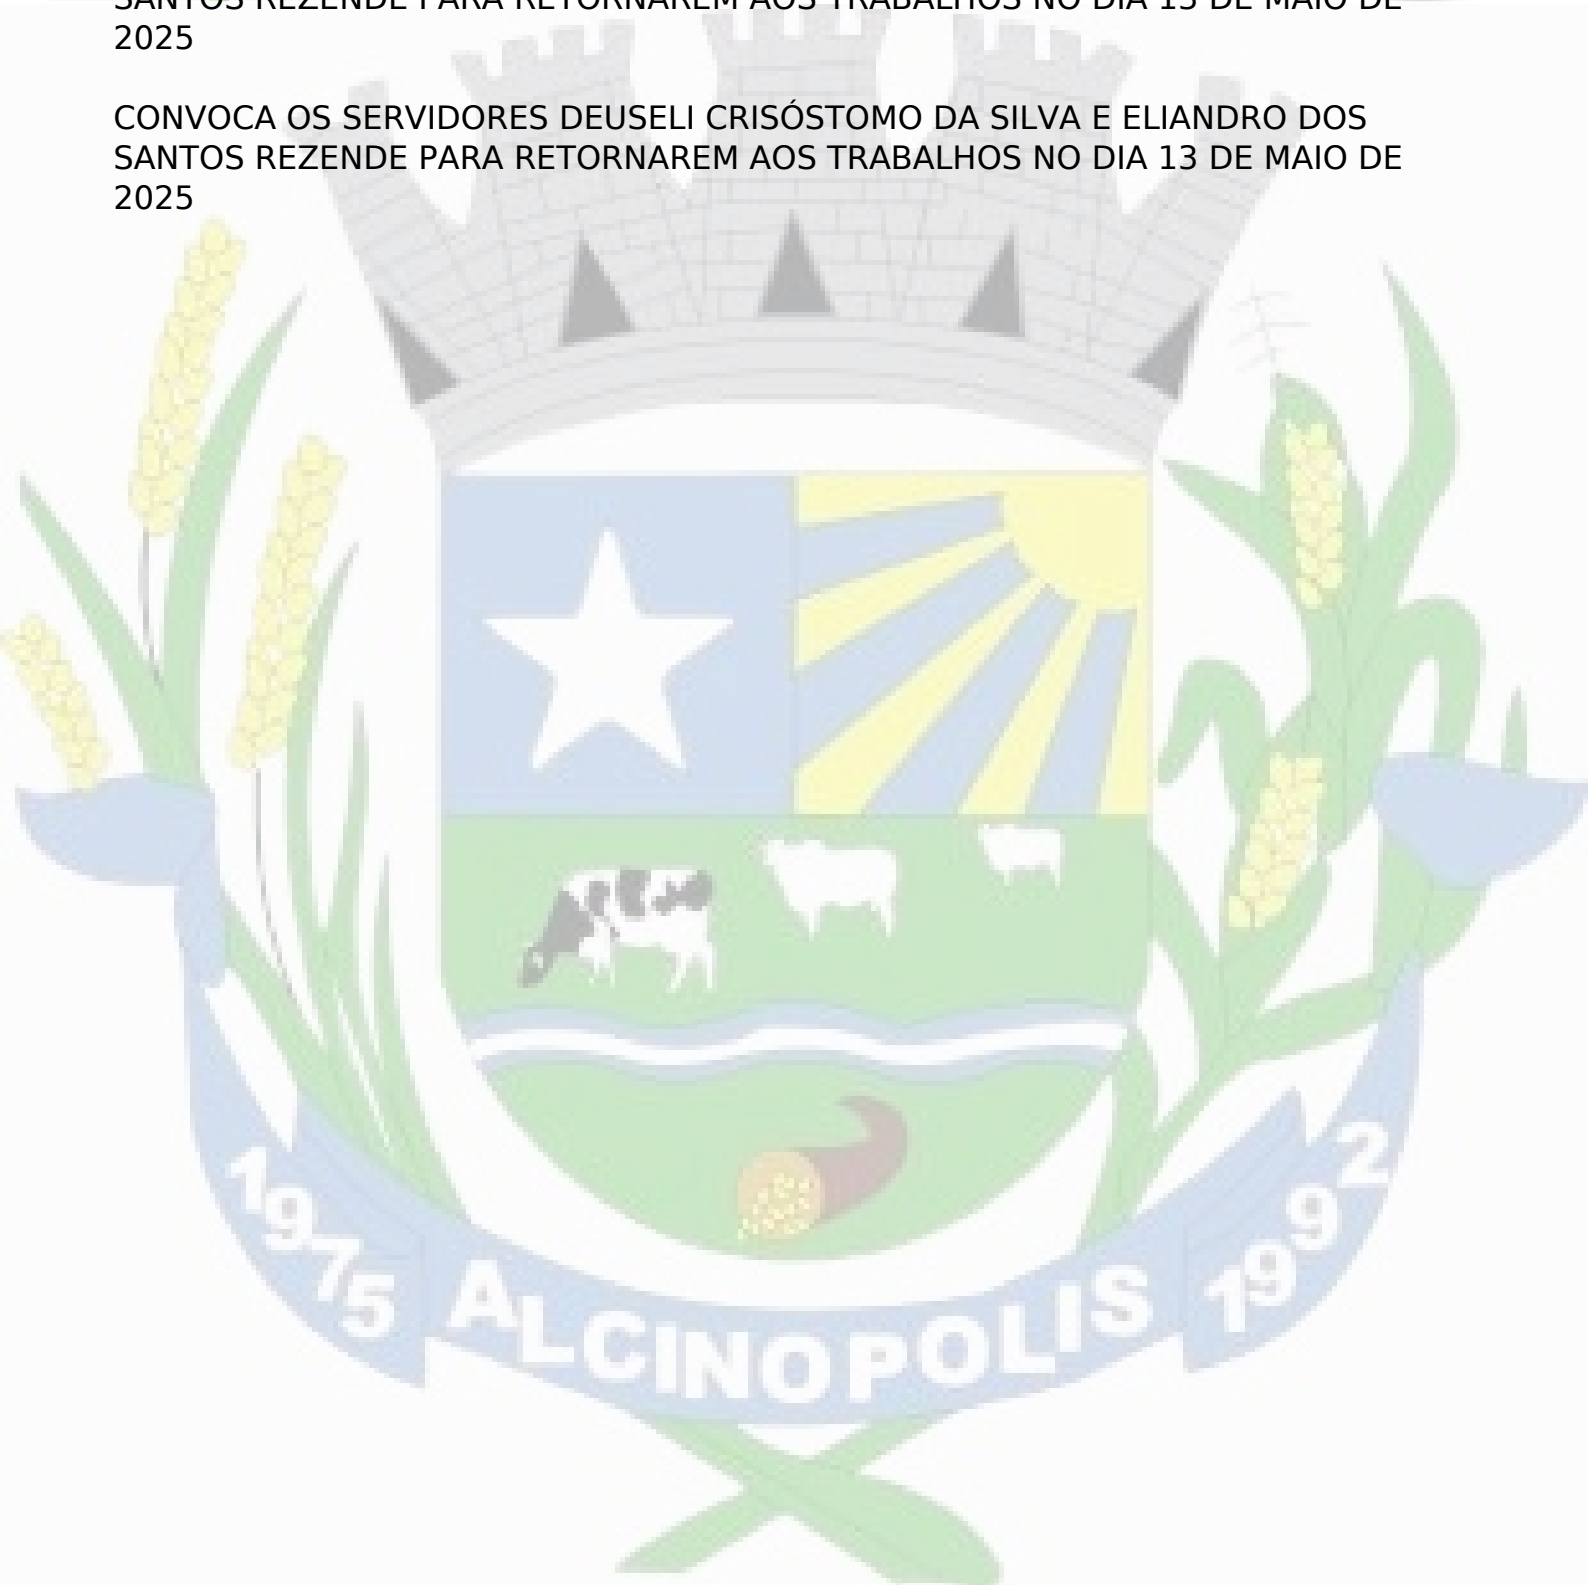 SANTOS REZENDE PARA RETORNAREM AOS TRABALHOS NO DIA 13 DE MAIO DE
2025
CONVOCA OS SERVIDORES DEUSELI CRISÓSTOMO DA SILVA E ELIANDRO DOS
SANTOS REZENDE PARA RETORNAREM AOS TRABALHOS NO DIA 13 DE MAIO DE
2025
1975 ALCINOPOLIS 1992